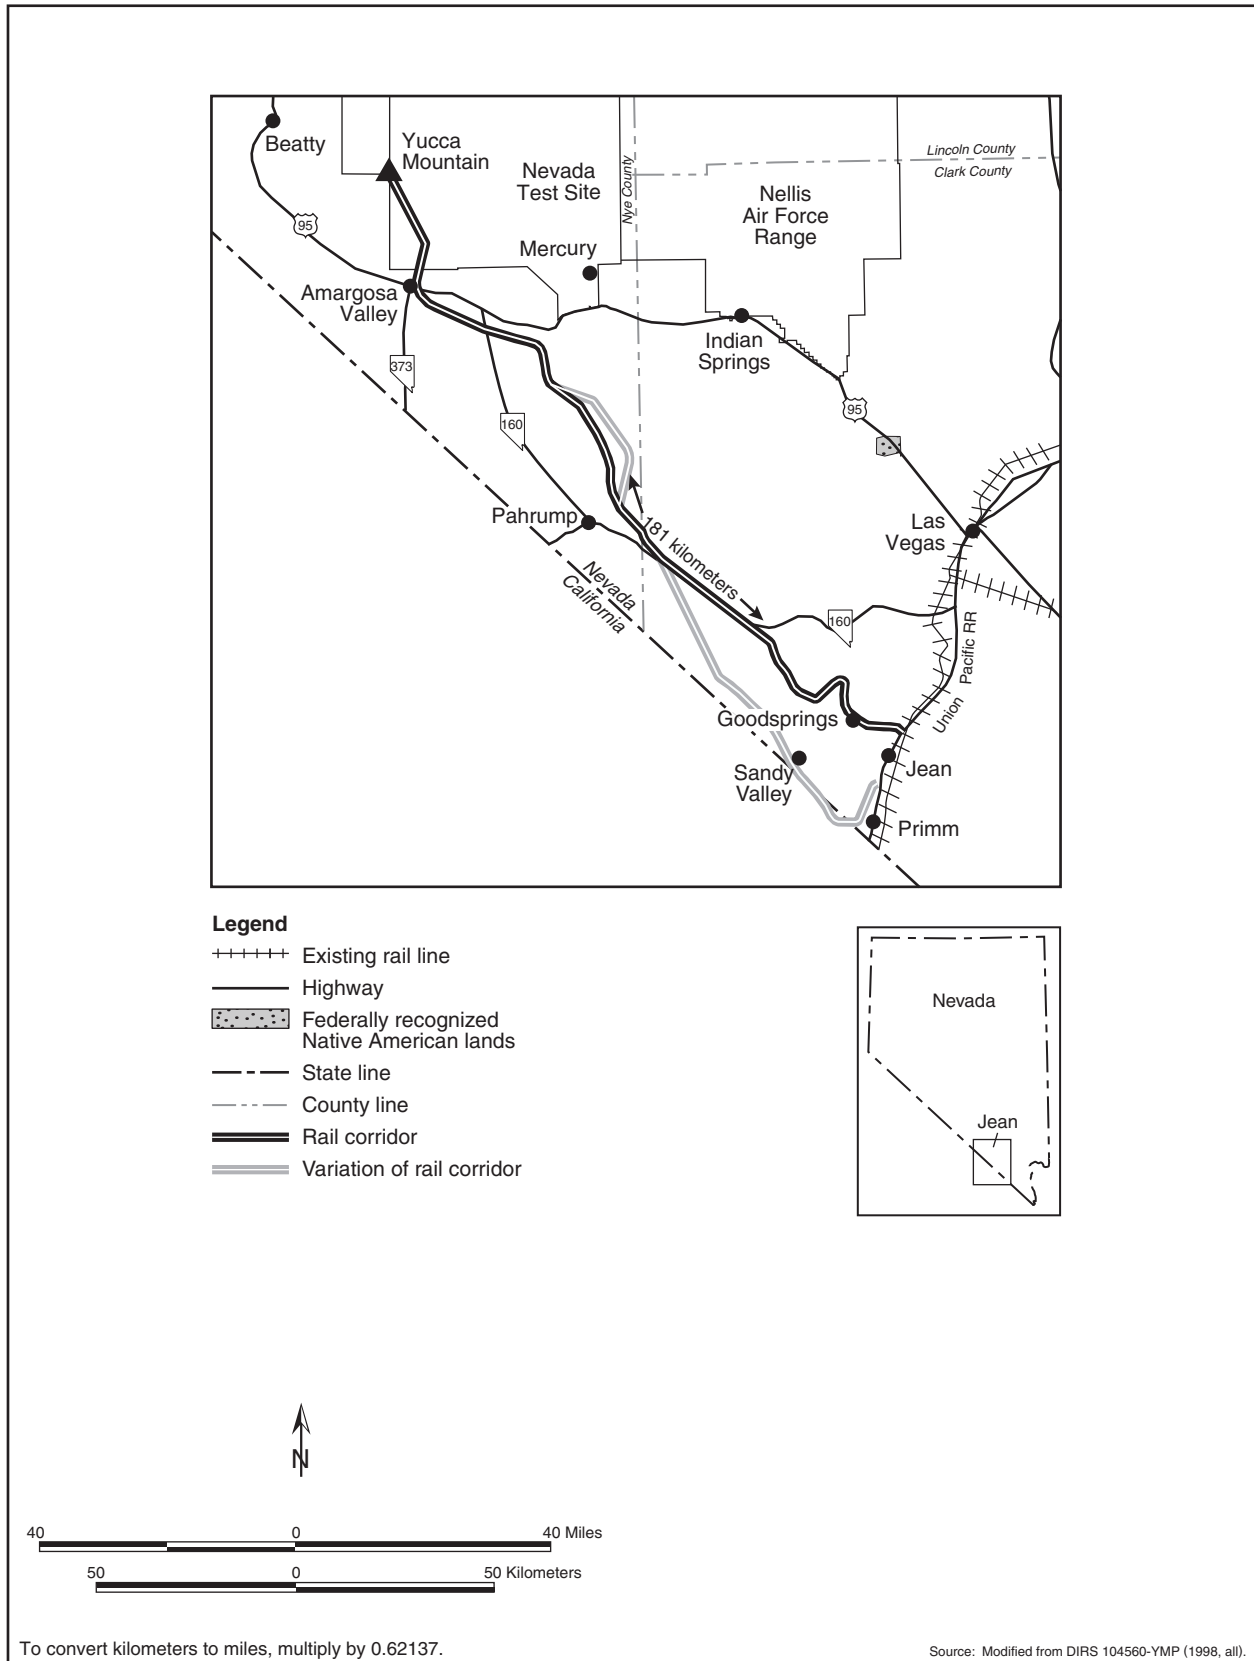 Beatty
Yucca
Mountain
Nevada
Test Site
Nye County
Lincoln County
Clark County
Nellis
Air Force
Range
95
Mercury
Amargosa
Valley
Indian
Springs
373
160
95
Pahrump
181 kilometers
Las
Vegas
Nevada
California
160
Union Pacific RR
Goodsprings
Sandy
Valley
Jean
Primm
Legend
Existing rail line
Highway
Federally recognized
Native American lands
State line
County line
Rail corridor
Variation of rail corridor
Nevada
Jean
N
40 0 40 Miles
50 0 50 Kilometers
To convert kilometers to miles, multiply by 0.62137.
Source: Modified from DIRS 104560-YMP (1998, all).